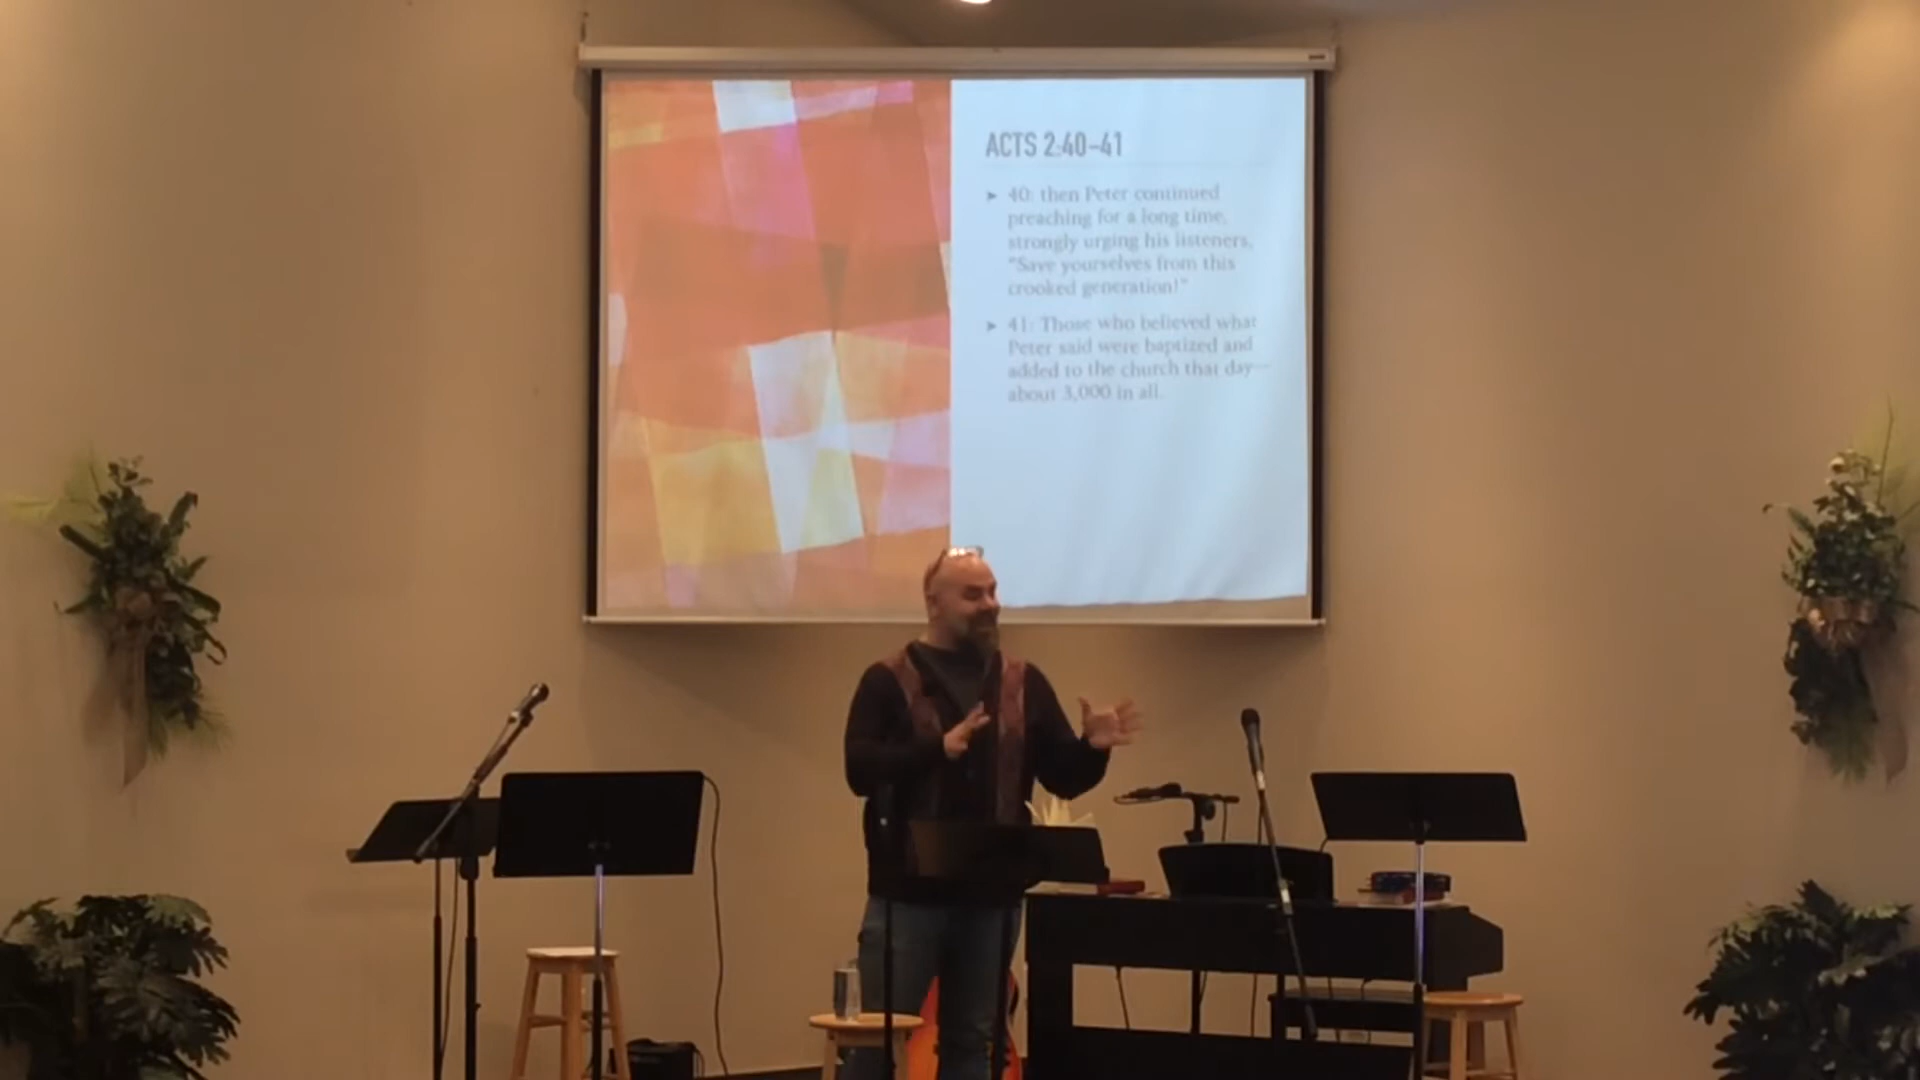 ACTS 2:40–41
► 40: then Peter continued
preaching for a long time,
strongly urging his listeners,
"Save yourselves from this
crooked generation!"
► 41: Those who believed what
Peter said were baptized and
added to the church that day—
about 3,000 in all.